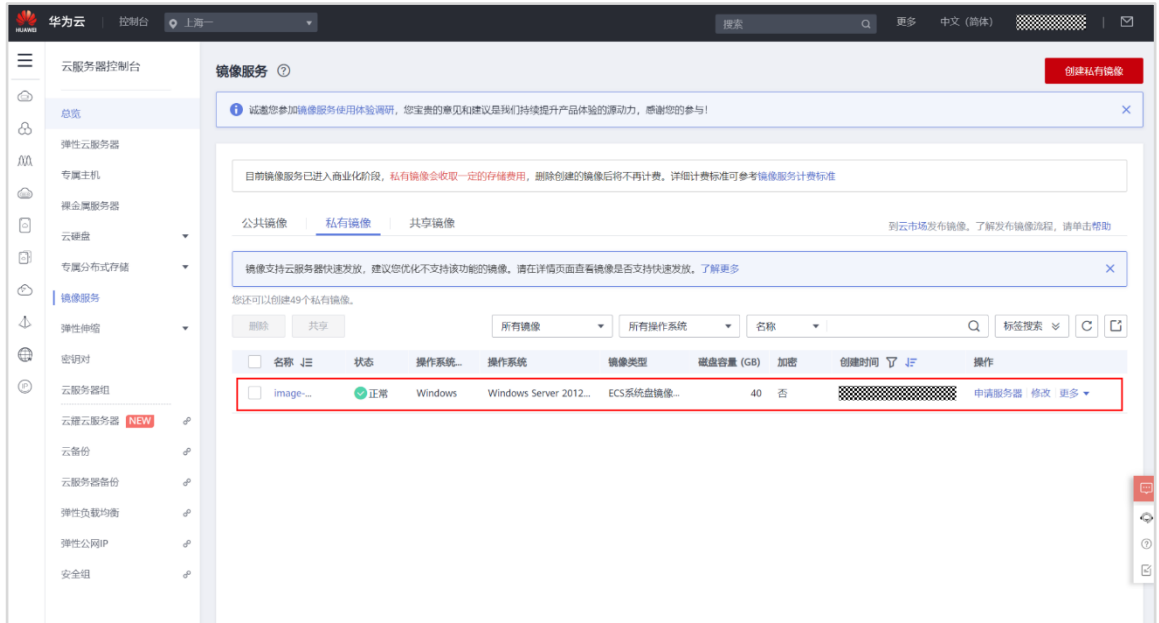 HUAWEI 华为云 控制台 上海一 搜索 更多 中文 (简体)
云服务器控制台
总览
弹性云服务器
专属主机
裸金属服务器
云硬盘
专属分布式存储
镜像服务
弹性伸缩
密钥对
云服务器组
云耀云服务器 NEW
云备份
云服务器备份
弹性负载均衡
弹性公网IP
安全组
镜像服务
创建私有镜像
诚邀您参加镜像服务使用体验调研，您宝贵的意见和建议是我们持续提升产品体验的源动力，感谢您的参与！
目前镜像服务已进入商业化阶段，私有镜像会收取一定的存储费用，删除创建的镜像后将不再计费。详细计费标准可参考镜像服务计费标准
公共镜像 私有镜像 共享镜像
到云市场发布镜像。了解发布镜像流程，请单击帮助
镜像支持云服务器快速发放，建议您优化不支持该功能的镜像。请在详情页面查看镜像是否支持快速发放。了解更多
您还可以创建49个私有镜像。
删除 共享 所有镜像 所有操作系统 名称 标签搜索
名称 状态 操作系统... 操作系统 镜像类型 磁盘容量 (GB) 加密 创建时间 操作
image-... 正常 Windows Windows Server 2012... ECS系统盘镜像... 40 否 申请服务器 修改 更多